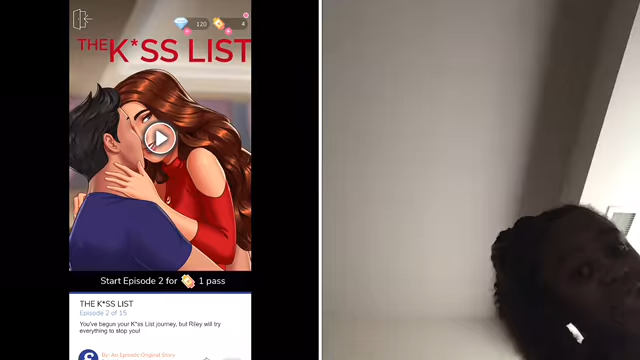 120
4
THE K*SS LIST
Start Episode 2 for 1 pass
THE K*SS LIST
Episode 2 of 15
You've begun your K*ss List journey, but Riley will try
everything to stop you!
By: An Episode Original Story